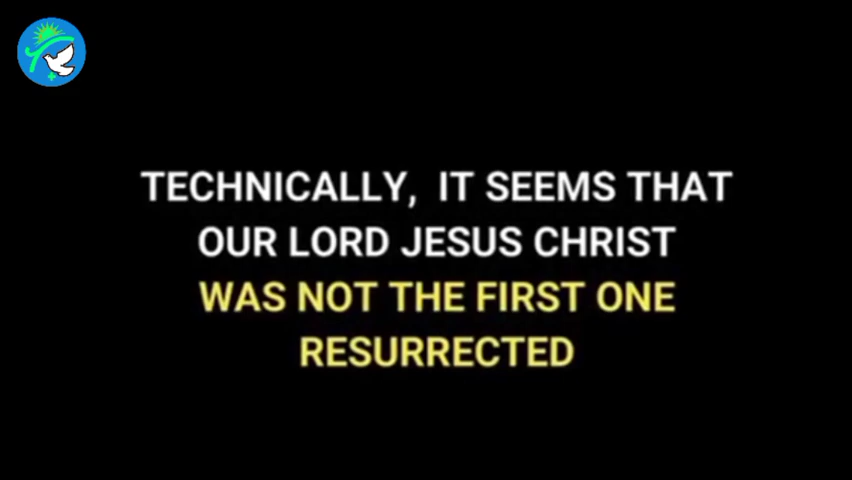 TECHNICALLY, IT SEEMS THAT
OUR LORD JESUS CHRIST
WAS NOT THE FIRST ONE
RESURRECTED